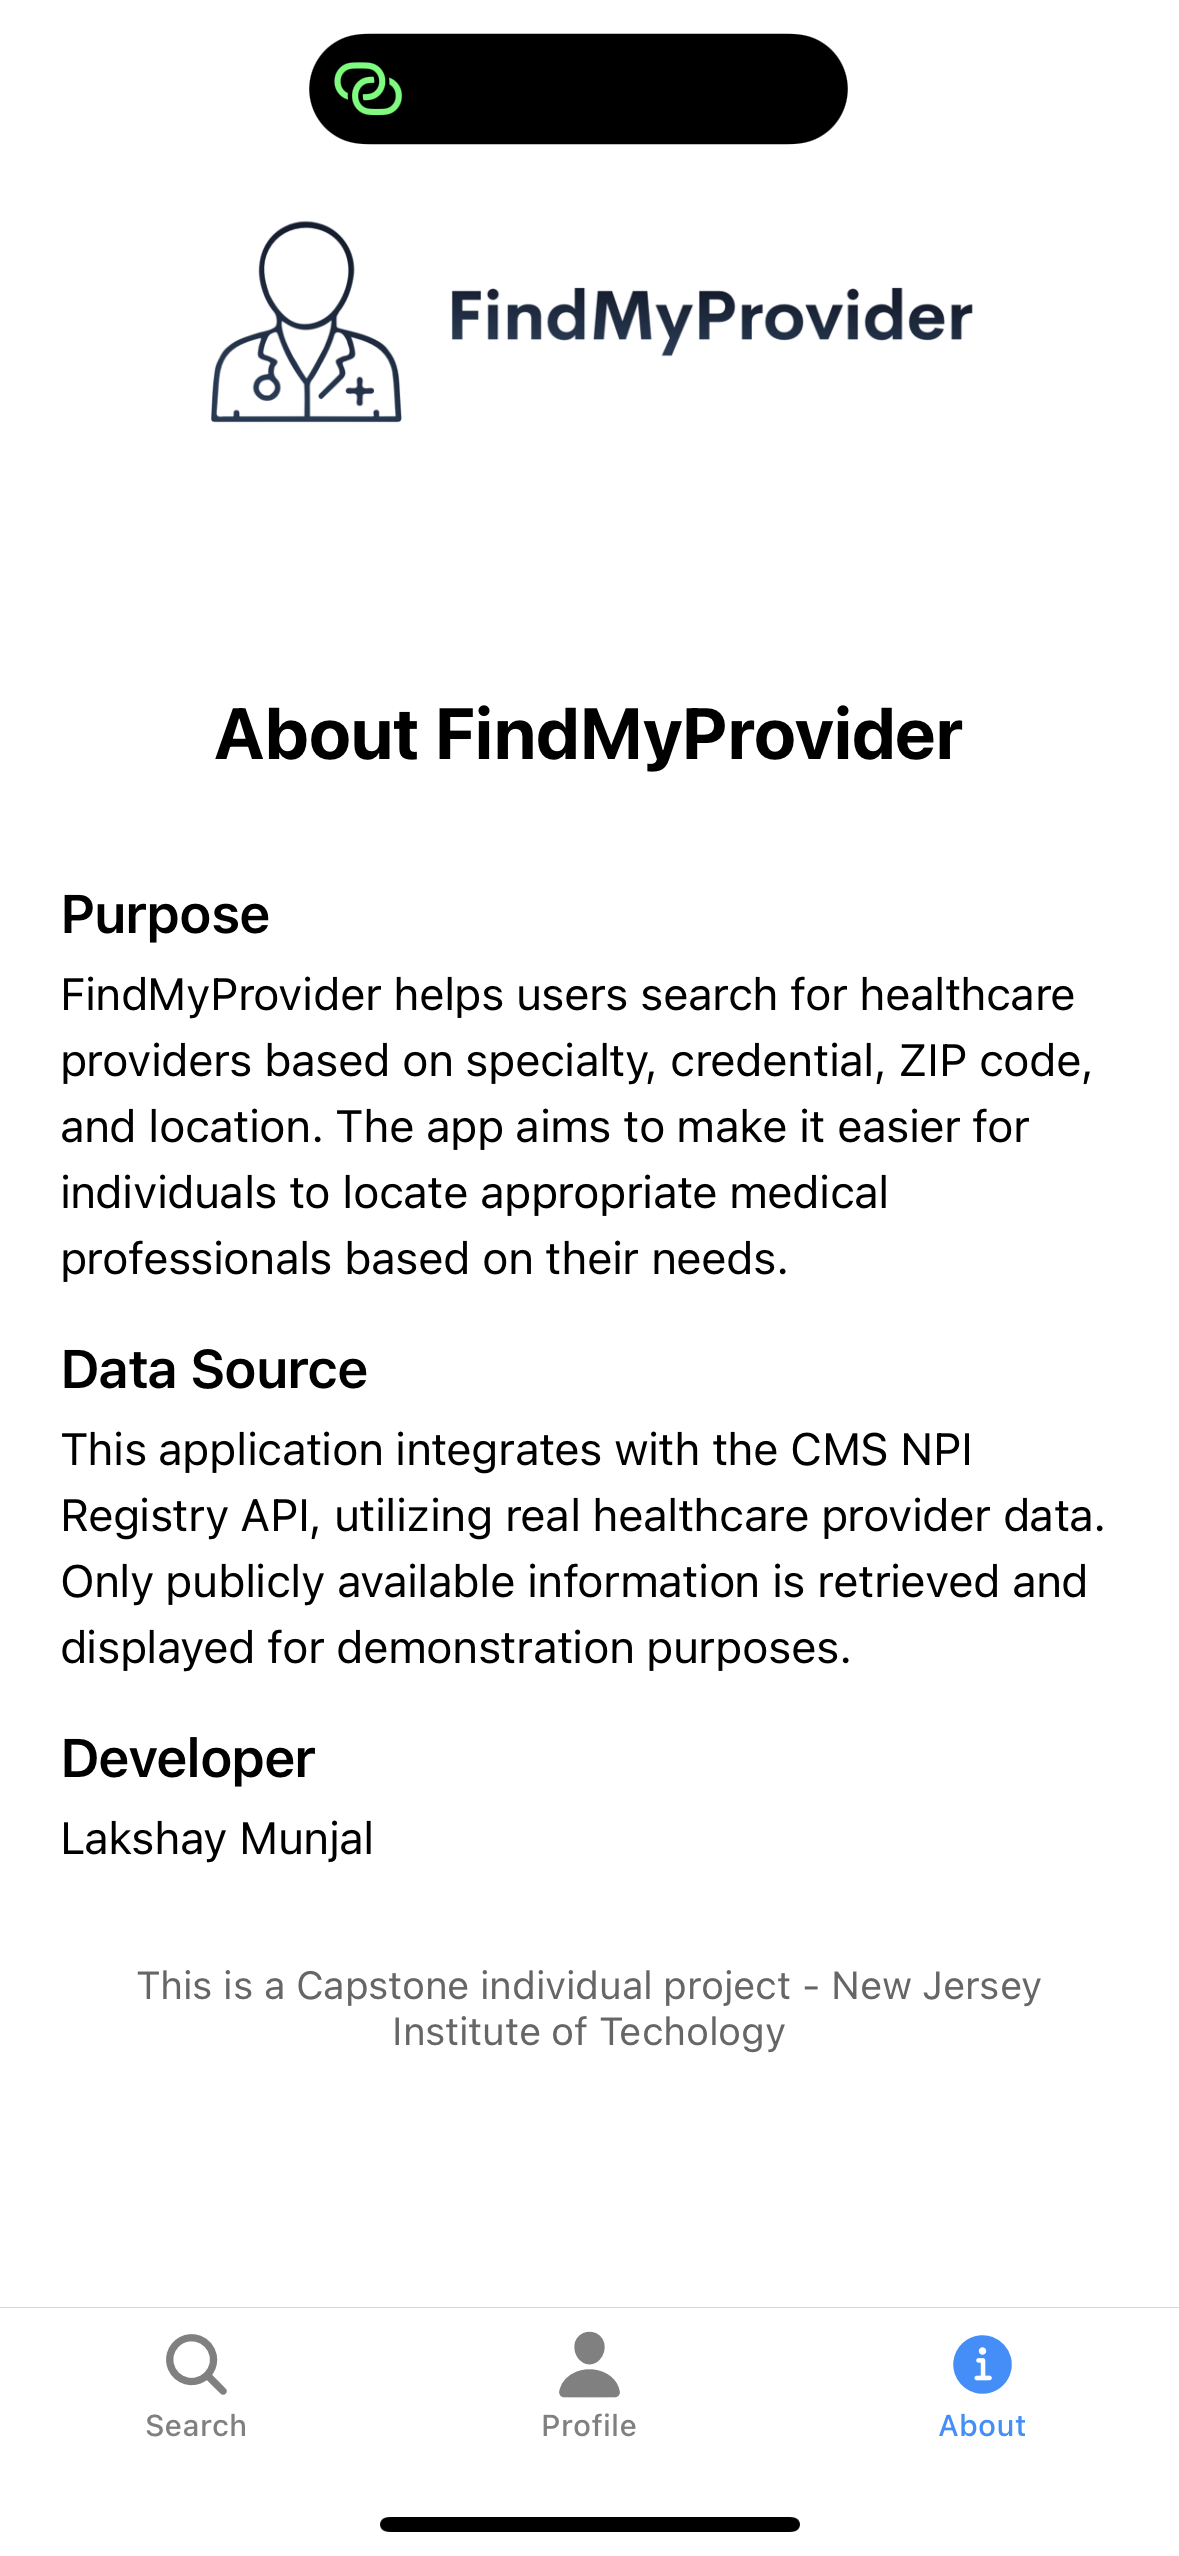 FindMyProvider
About FindMyProvider
Purpose
FindMyProvider helps users search for healthcare
providers based on specialty, credential, ZIP code,
and location. The app aims to make it easier for
individuals to locate appropriate medical
professionals based on their needs.
Data Source
This application integrates with the CMS NPI
Registry API, utilizing real healthcare provider data.
Only publicly available information is retrieved and
displayed for demonstration purposes.
Developer
Lakshay Munjal
This is a Capstone individual project - New Jersey
Institute of Techology
Search
Profile
About